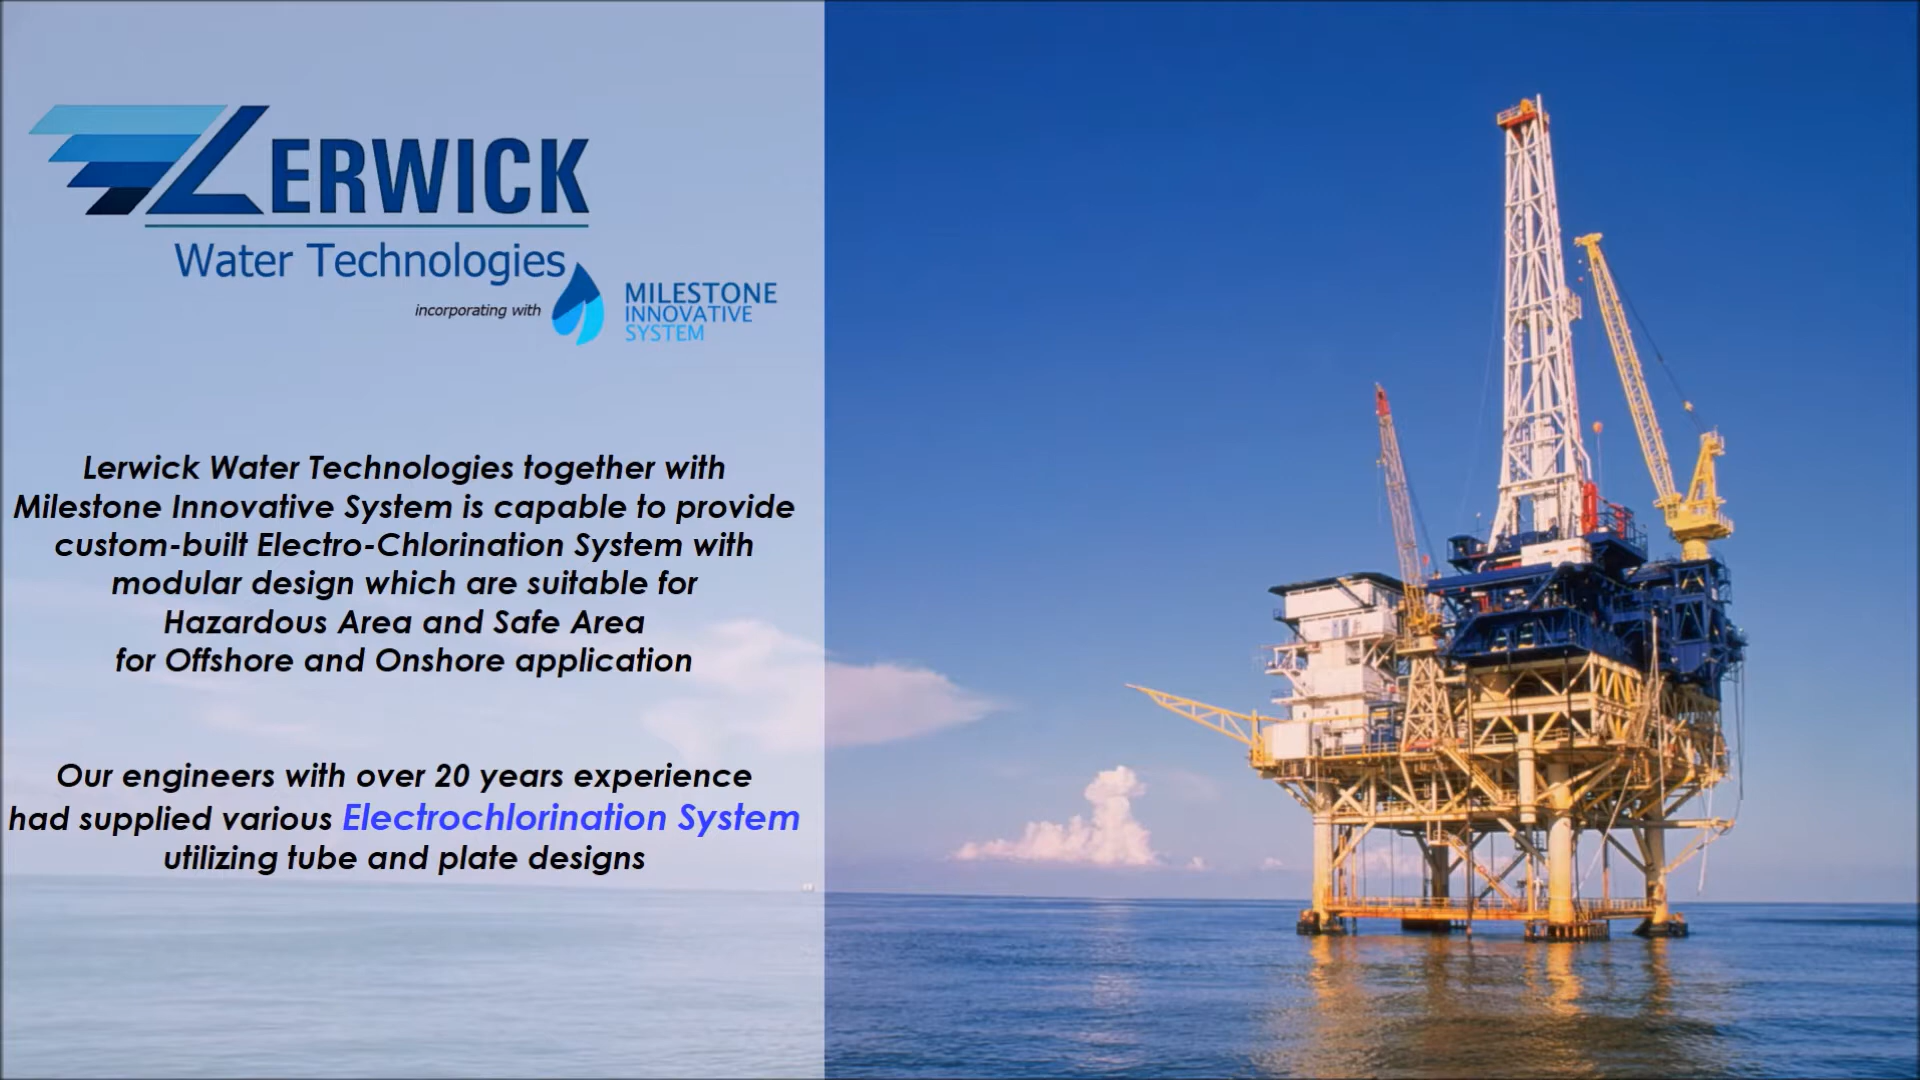 LERWICK
Water Technologies
incorporating with
MILESTONE
INNOVATIVE
SYSTEM
Lerwick Water Technologies together with
Milestone Innovative System is capable to provide
custom-built Electro-Chlorination System with
modular design which are suitable for
Hazardous Area and Safe Area
for Offshore and Onshore application
Our engineers with over 20 years experience
had supplied various Electrochlorination System
utilizing tube and plate designs